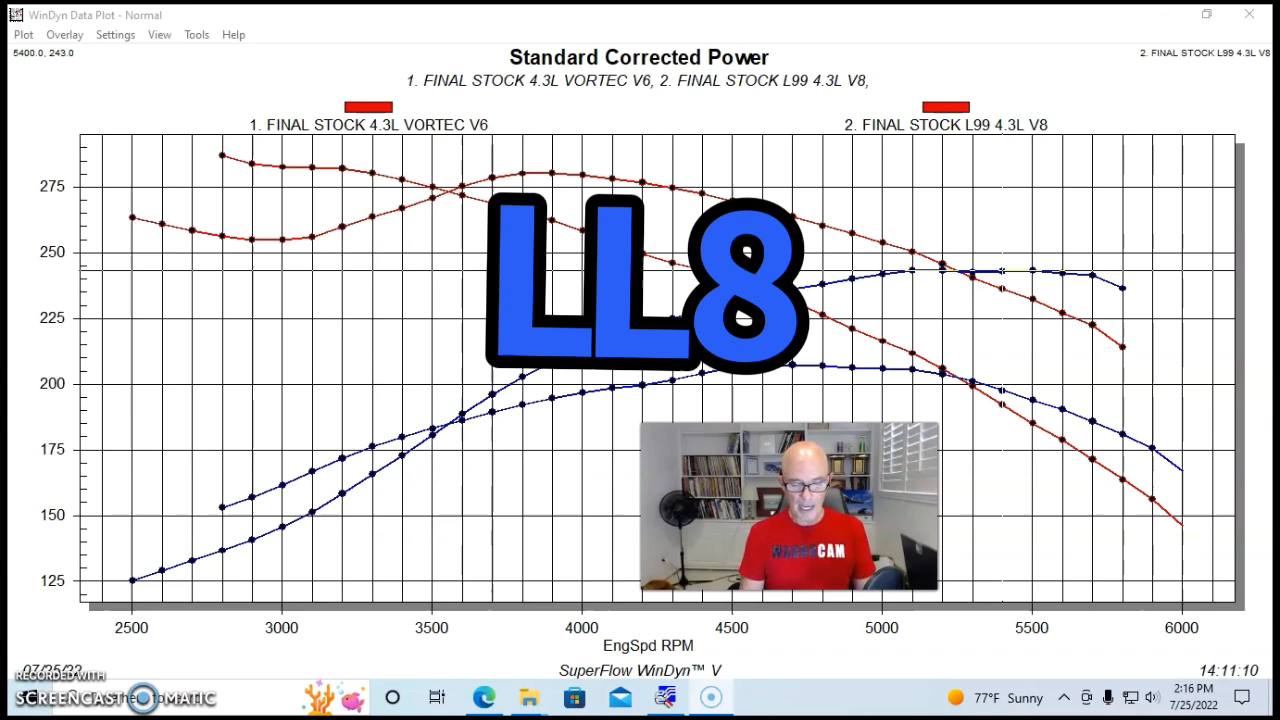 WinDyn Data Plot - Normal
Plot Overlay Settings View Tools Help
5400.0, 243.0
2. FINAL STOCK L99 4.3L V8
Standard Corrected Power
1. FINAL STOCK 4.3L VORTEC V6, 2. FINAL STOCK L99 4.3L V8,
1. FINAL STOCK 4.3L VORTEC V6
2. FINAL STOCK L99 4.3L V8
275
250
225
200
175
150
125
LL8
CAM
2500 3000 3500 4000 4500 5000 5500 6000
EngSpd RPM
07/25/22
SuperFlow WinDyn™ V
14:11:10
RECORDED WITH
SCREENCAST MATIC
77°F Sunny
2:16 PM
7/25/2022